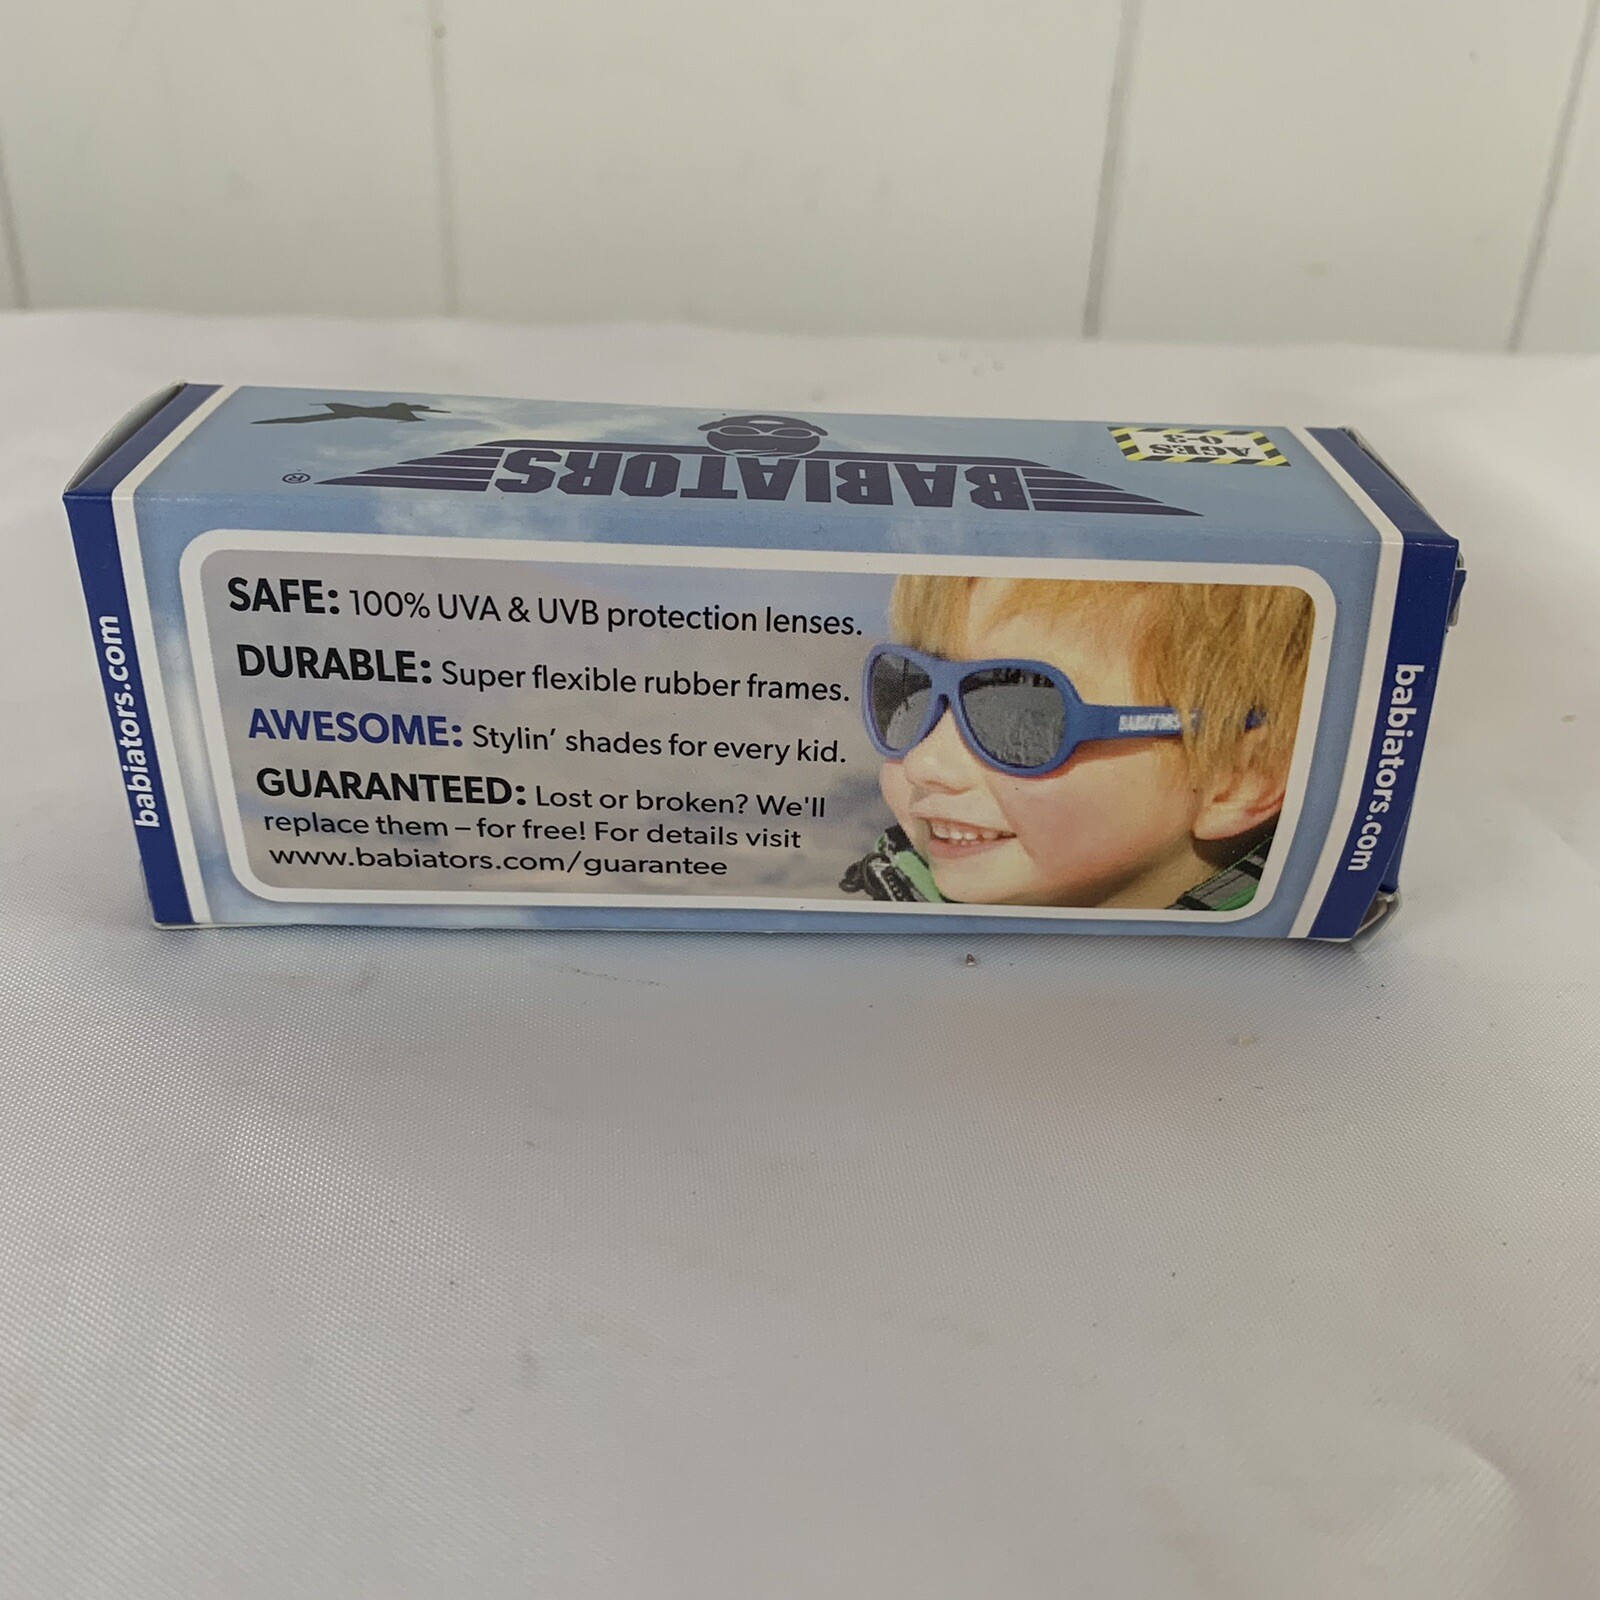 BABIATORS
®
AGES
0-3
SAFE: 100% UVA & UVB protection lenses.
DURABLE: Super flexible rubber frames.
AWESOME: Stylin' shades for every kid.
GUARANTEED: Lost or broken? We'll
replace them – for free! For details visit
www.babiators.com/guarantee
BABIATORS
babiators.com
babiators.com